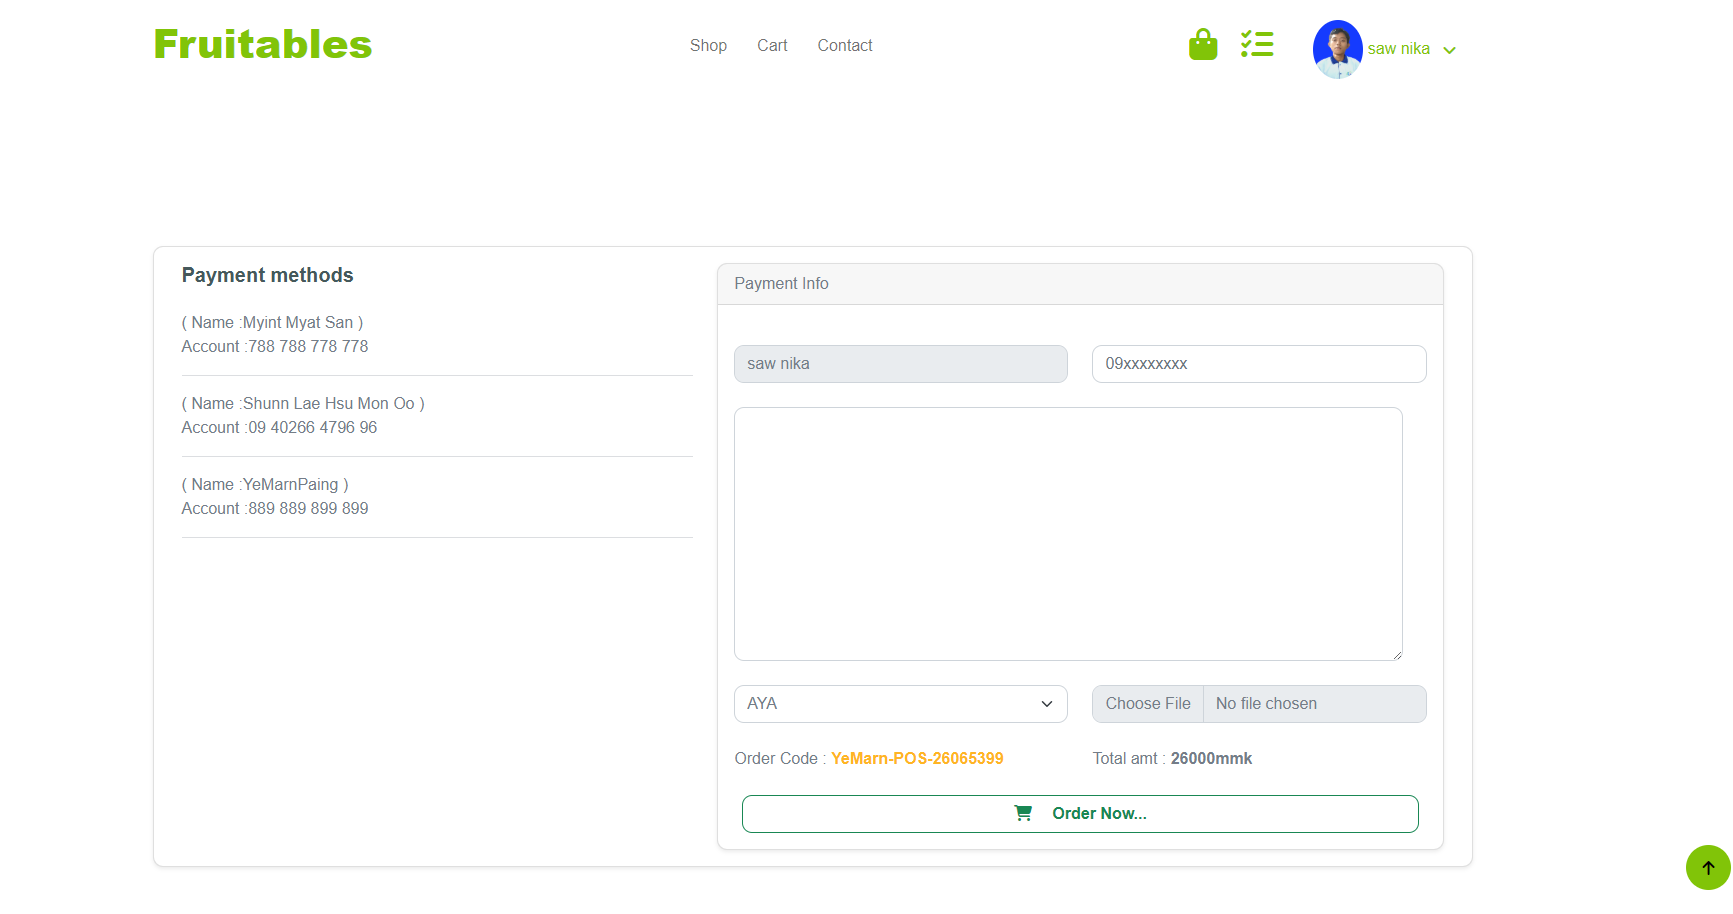 Fruitables
Shop
Cart
Contact
saw nika
Payment methods
( Name :Myint Myat San )
Account :788 788 778 778
( Name :Shunn Lae Hsu Mon Oo )
Account :09 40266 4796 96
( Name :YeMarnPaing )
Account :889 889 899 899
Payment Info
saw nika
09xxxxxxxx
AYA
Choose File
No file chosen
Order Code : YeMarn-POS-26065399
Total amt : 26000mmk
Order Now...